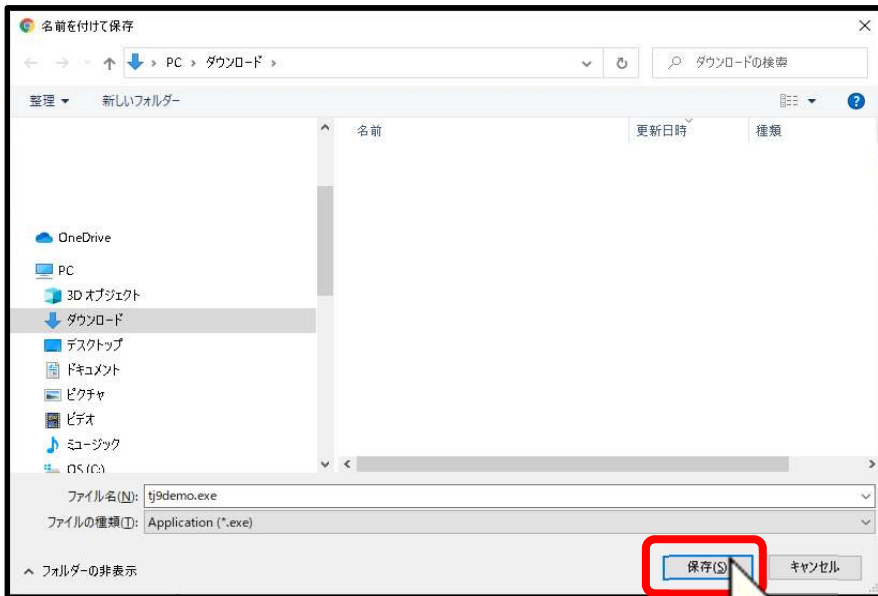 名前を付けて保存
PC › ダウンロード ›
ダウンロードの検索
整理
新しいフォルダー
名前
更新日時
種類
OneDrive
PC
3D オブジェクト
ダウンロード
デスクトップ
ドキュメント
ピクチャ
ビデオ
ミュージック
OS (C:)
ファイル名(N): tj9demo.exe
ファイルの種類(T): Application (*.exe)
フォルダーの非表示
保存(S)
キャンセル